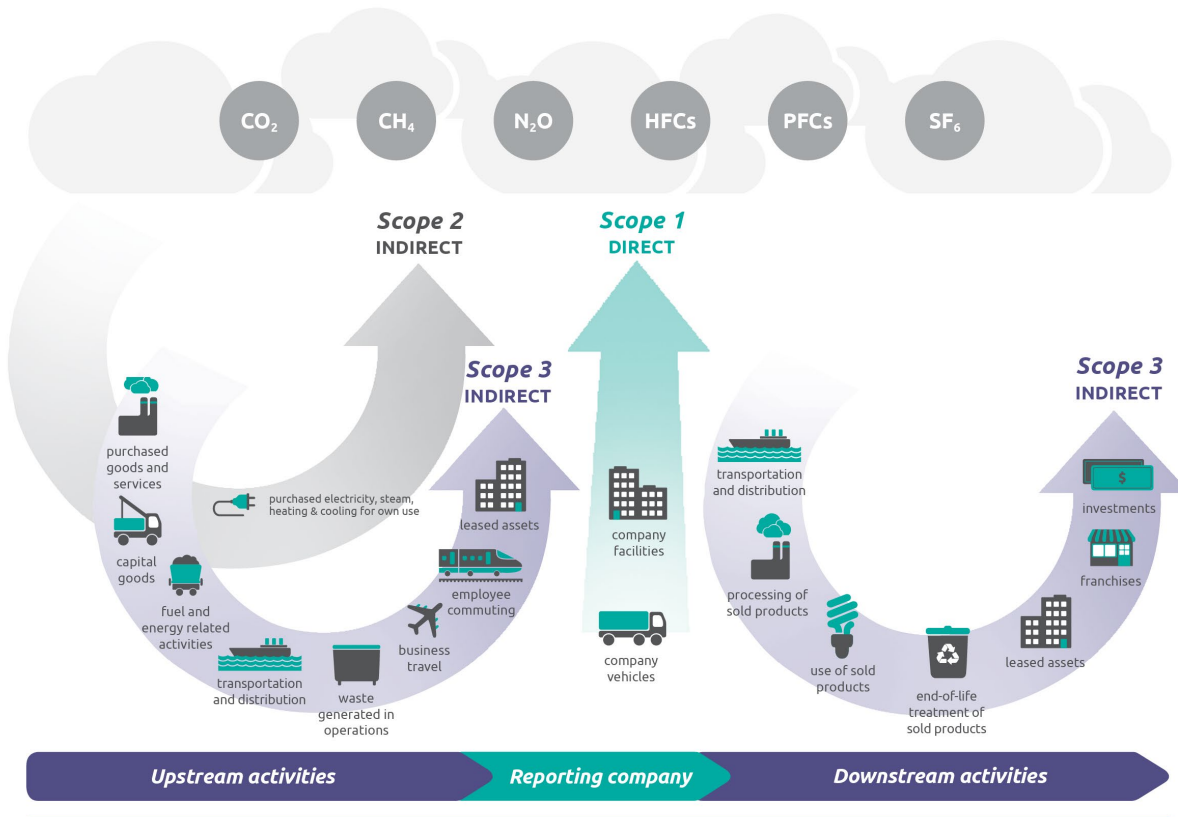 CO₂
CH₄
N₂O
HFCs
PFCs
SF₆
Scope 2
INDIRECT
Scope 1
DIRECT
Scope 3
INDIRECT
Scope 3
INDIRECT
purchased
goods and
services
capital
goods
fuel and
energy related
activities
transportation
and distribution
waste
generated in
operations
business
travel
employee
commuting
leased assets
purchased electricity, steam,
heating & cooling for own use
company
facilities
company
vehicles
transportation
and distribution
processing of
sold products
use of sold
products
end-of-life
treatment of
sold products
leased assets
franchises
$
investments
Upstream activities
Reporting company
Downstream activities